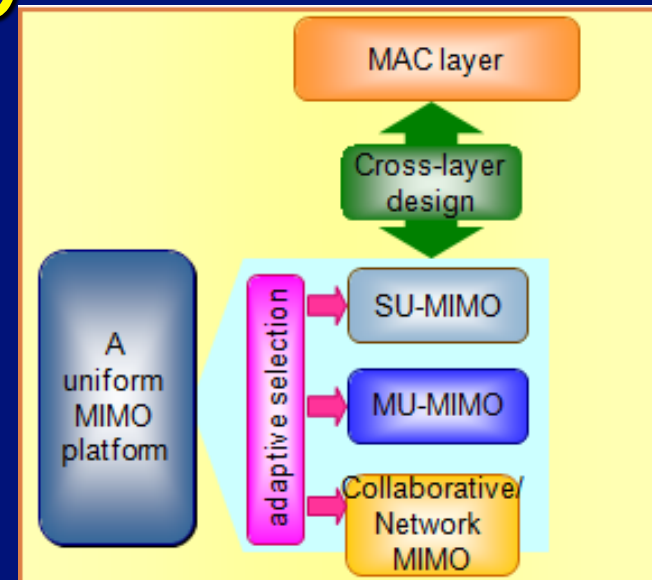 MAC layer
Cross-layer
design
A
uniform
MIMO
platform
adaptive selection
SU-MIMO
MU-MIMO
Collaborative/
Network
MIMO